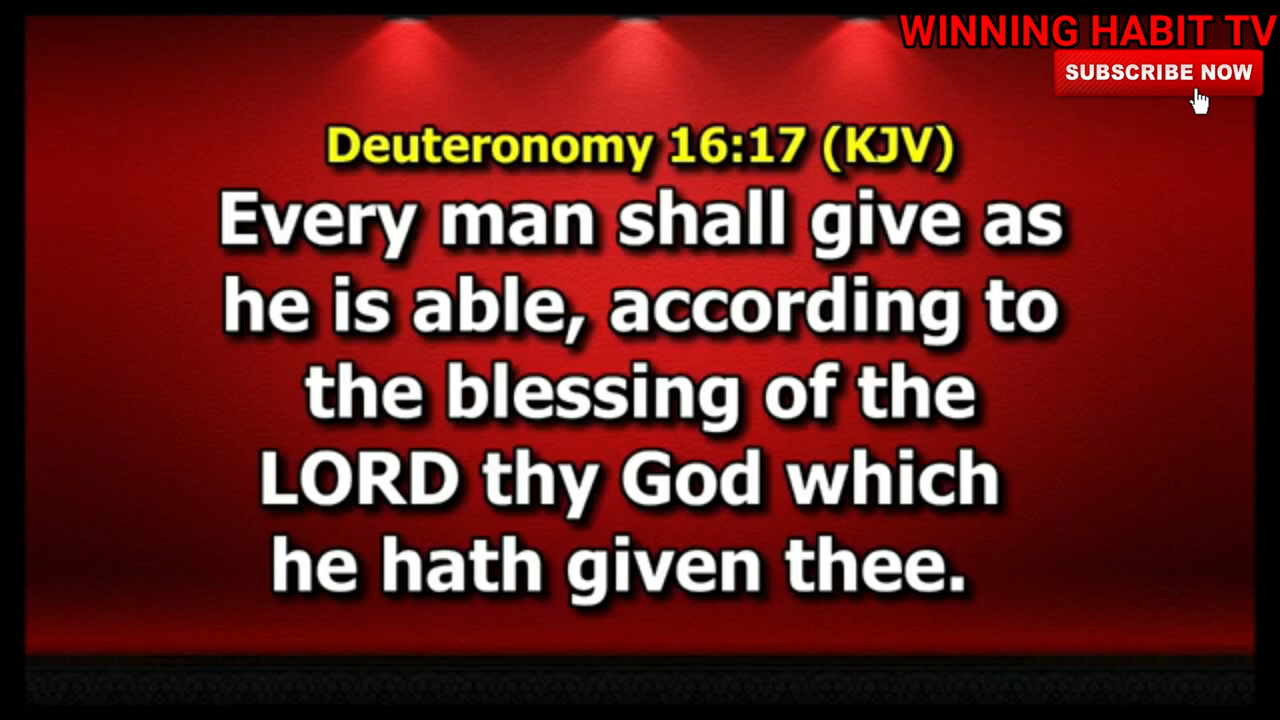 WINNING HABIT TV
SUBSCRIBE NOW
Deuteronomy 16:17 (KJV)
Every man shall give as
he is able, according to
the blessing of the
LORD thy God which
he hath given thee.